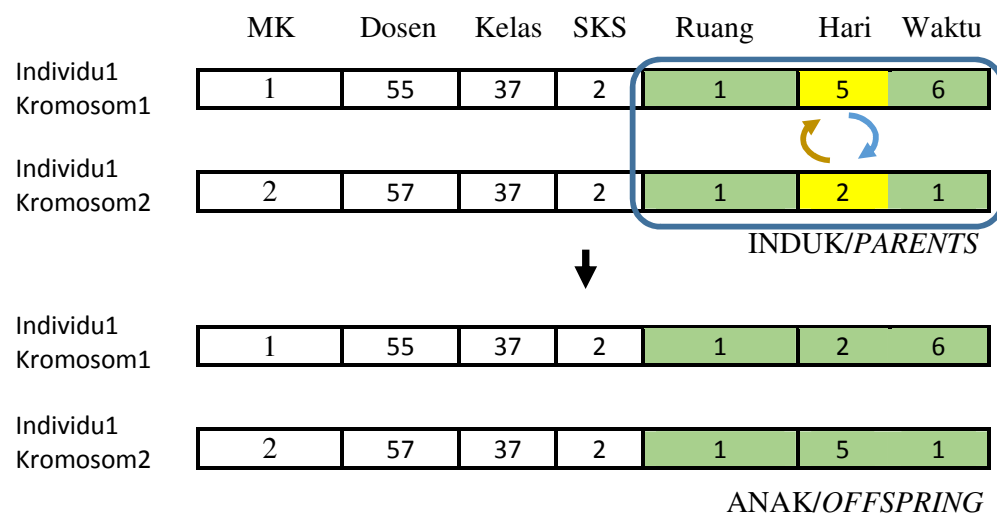 MK Dosen Kelas SKS Ruang Hari Waktu
Individu1
Kromosom1
1 55 37 2 1 5 6
Individu1
Kromosom2
2 57 37 2 1 2 1
INDUK/PARENTS
Individu1
Kromosom1
1 55 37 2 1 2 6
Individu1
Kromosom2
2 57 37 2 1 5 1
ANAK/OFFSPRING